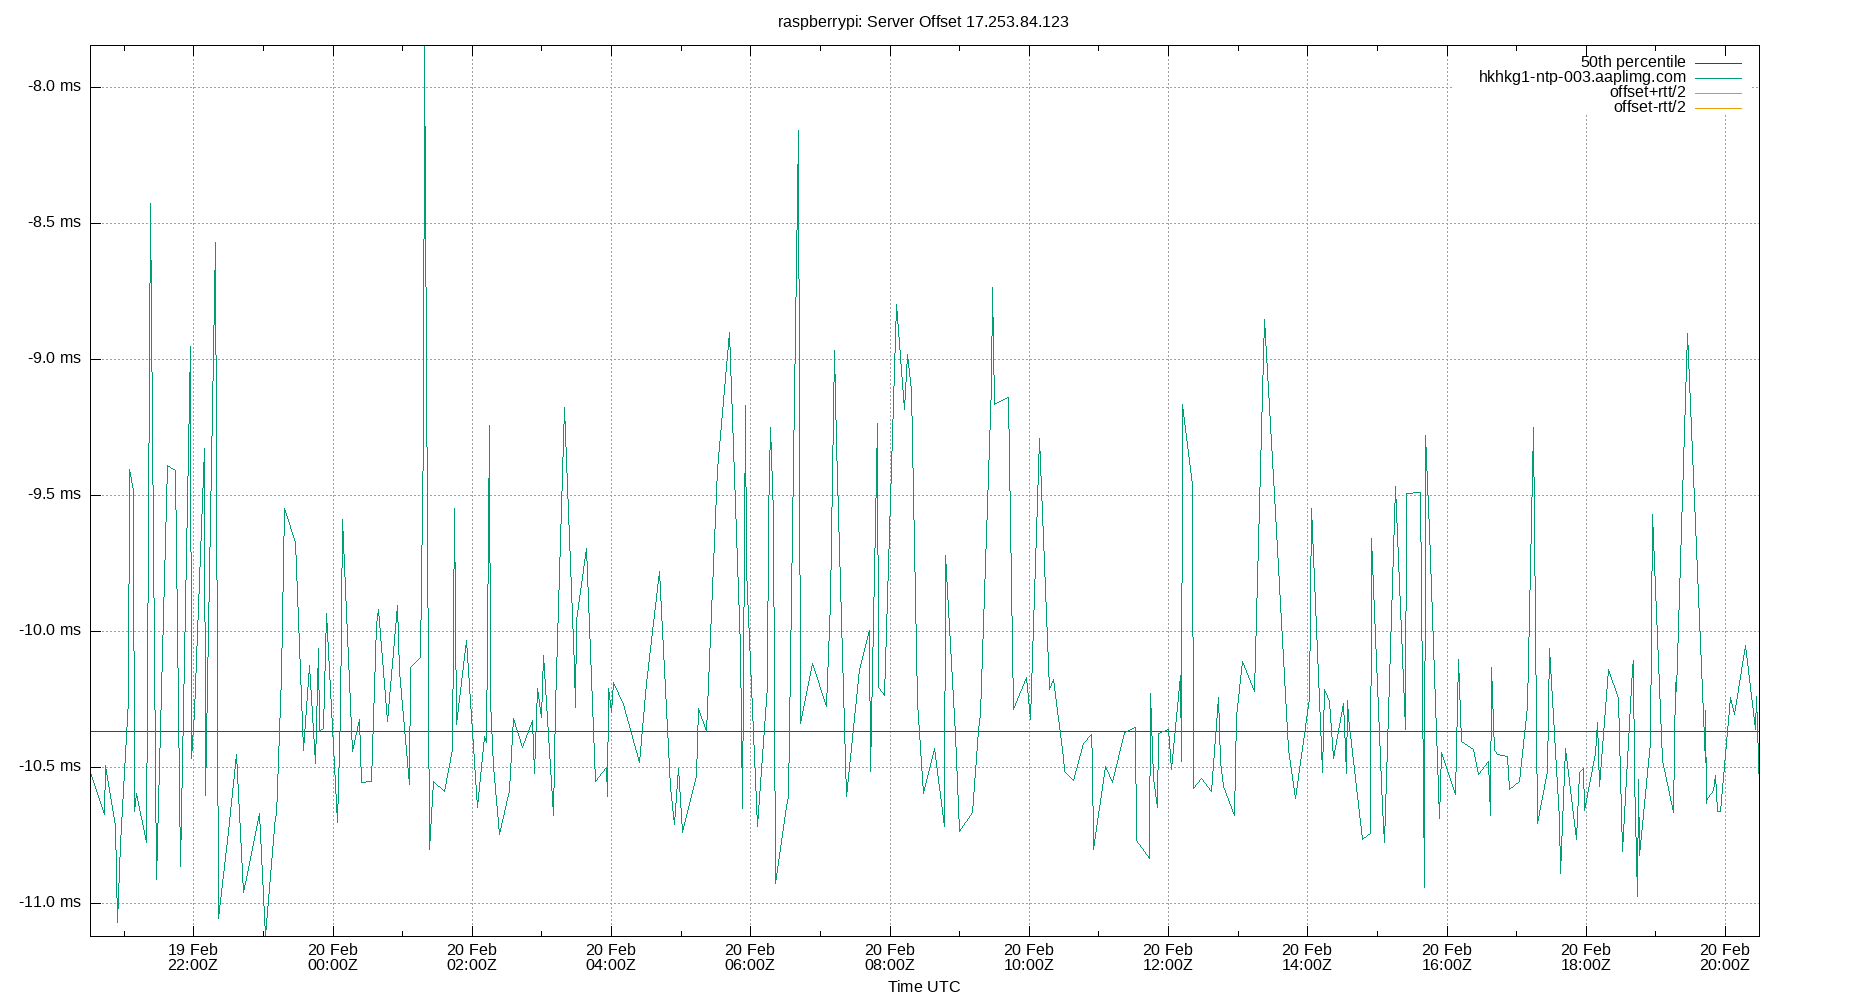 raspberrypi: Server Offset 17.253.84.123
50th percentile
hkhkg1-ntp-003.aaplimg.com
offset+rtt/2
offset-rtt/2
-8.0 ms
-8.5 ms
-9.0 ms
-9.5 ms
-10.0 ms
-10.5 ms
-11.0 ms
19 Feb 20 Feb 20 Feb 20 Feb 20 Feb 20 Feb 20 Feb 20 Feb 20 Feb 20 Feb 20 Feb 20 Feb
22:00Z 00:00Z 02:00Z 04:00Z 06:00Z 08:00Z 10:00Z 12:00Z 14:00Z 16:00Z 18:00Z 20:00Z
Time UTC